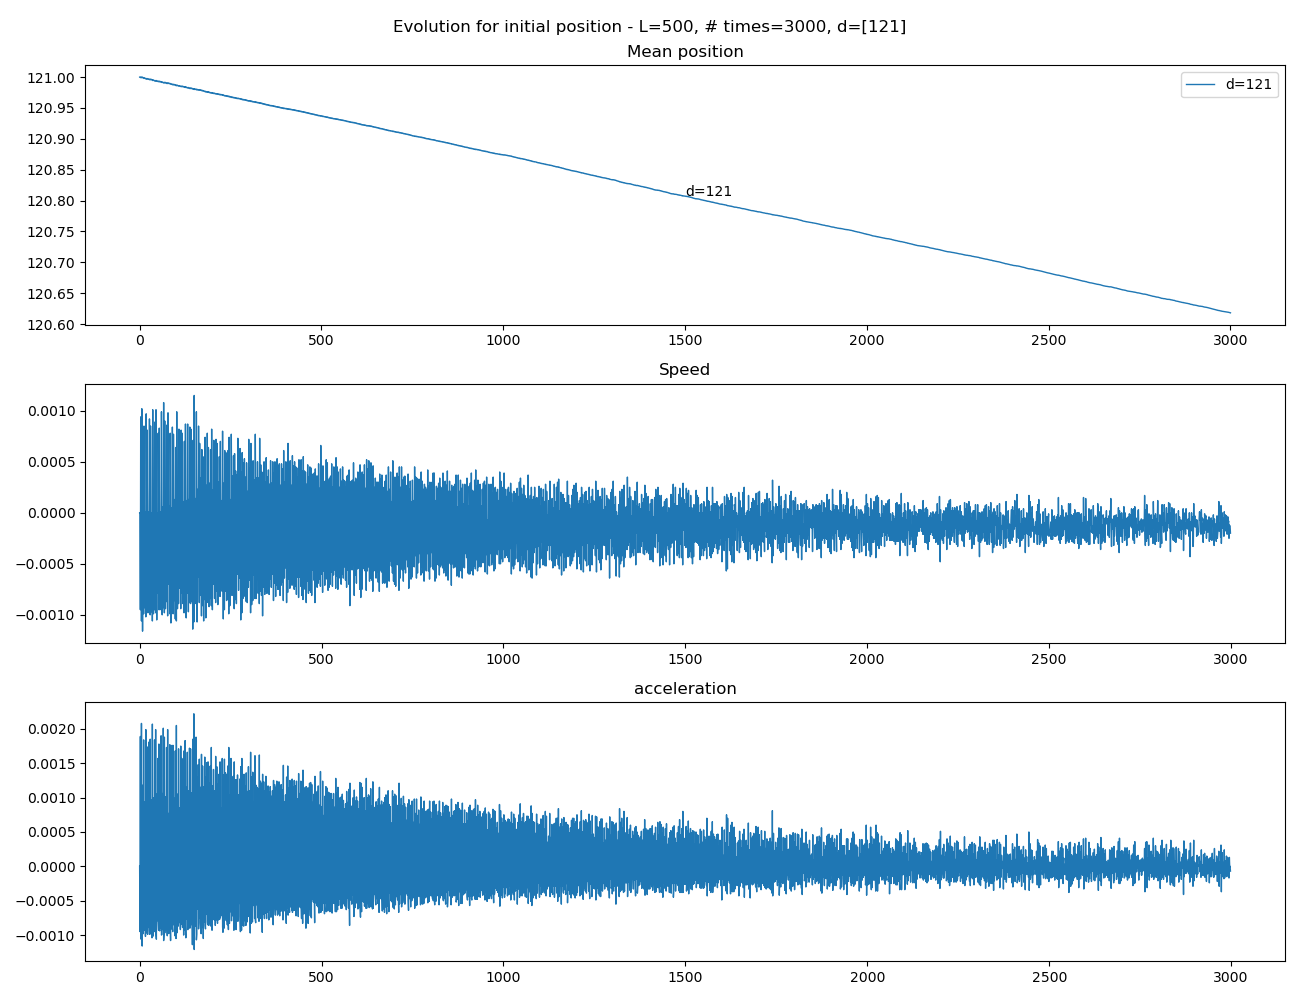 Evolution for initial position - L=500, # times=3000, d=[121]
Mean position
121.00
120.95
120.90
120.85
120.80
120.75
120.70
120.65
120.60
d=121
d=121
0 500 1000 1500 2000 2500 3000
Speed
0.0010
0.0005
0.0000
−0.0005
−0.0010
0 500 1000 1500 2000 2500 3000
acceleration
0.0020
0.0015
0.0010
0.0005
0.0000
−0.0005
−0.0010
0 500 1000 1500 2000 2500 3000